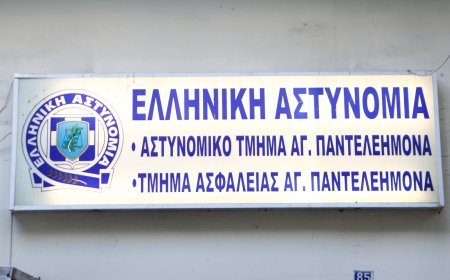 ΕΛΛΗΝΙΚΗ ΑΣΤΥΝΟΜΙΑ
ΕΛΛΗΝΙΚΗ ΑΣΤΥΝΟΜΙΑ
• ΑΣΤΥΝΟΜΙΚΟ ΤΜΗΜΑ ΑΓ. ΠΑΝΤΕΛΕΗΜΟΝΑ
• ΤΜΗΜΑ ΑΣΦΑΛΕΙΑΣ ΑΓ. ΠΑΝΤΕΛΕΗΜΟΝΑ
85